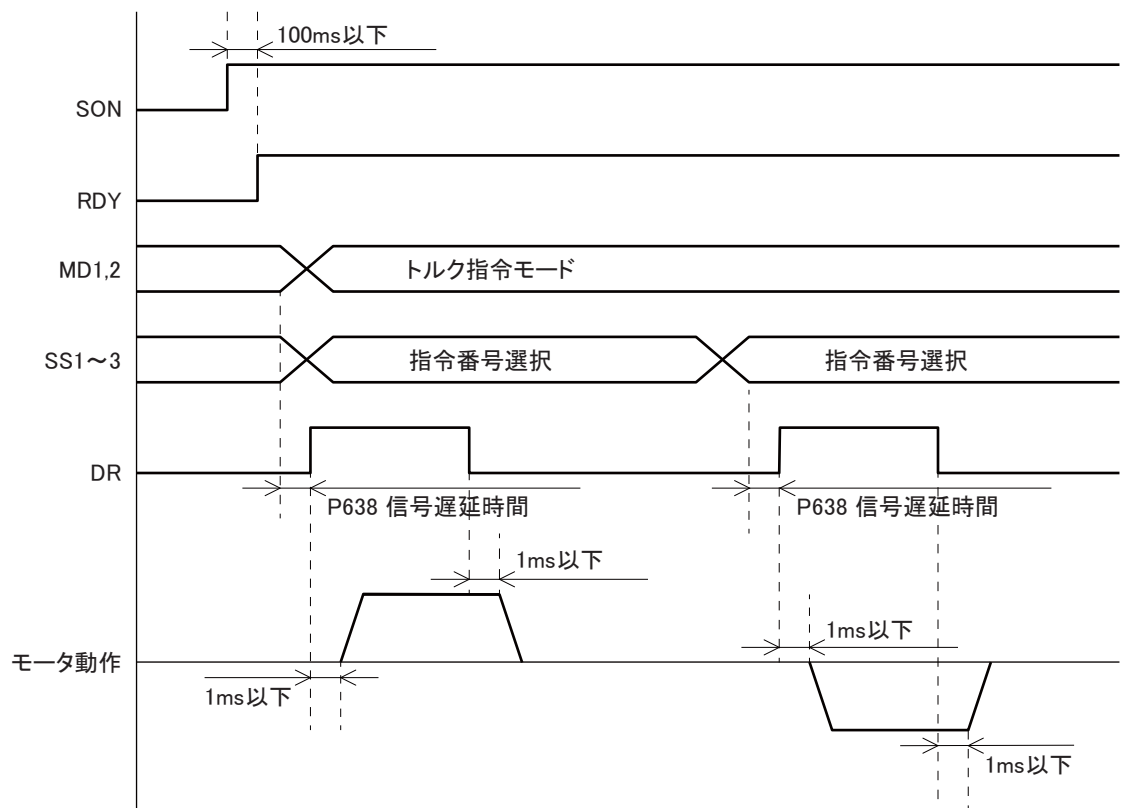 100ms以下
SON
RDY
MD1,2
トルク指令モード
SS1～3
指令番号選択
指令番号選択
DR
P638 信号遅延時間
P638 信号遅延時間
1ms以下
1ms以下
モータ動作
1ms以下
1ms以下